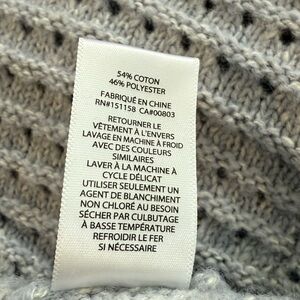 54% COTON
46% POLYESTER
FABRIQUÉ EN CHINE
RN#151158 CA#00803
RETOURNER LE
VÊTEMENT À L'ENVERS
LAVAGE EN MACHINE À FROID
AVEC DES COULEURS
SIMILAIRES
LAVER À LA MACHINE À
CYCLE DÉLICAT
UTILISER SEULEMENT UN
AGENT DE BLANCHIMENT
NON CHLORÉ AU BESOIN
SÉCHER PAR CULBUTAGE
À BASSE TEMPÉRATURE
REFROIDIR LE FER
SI NÉCESSAIRE